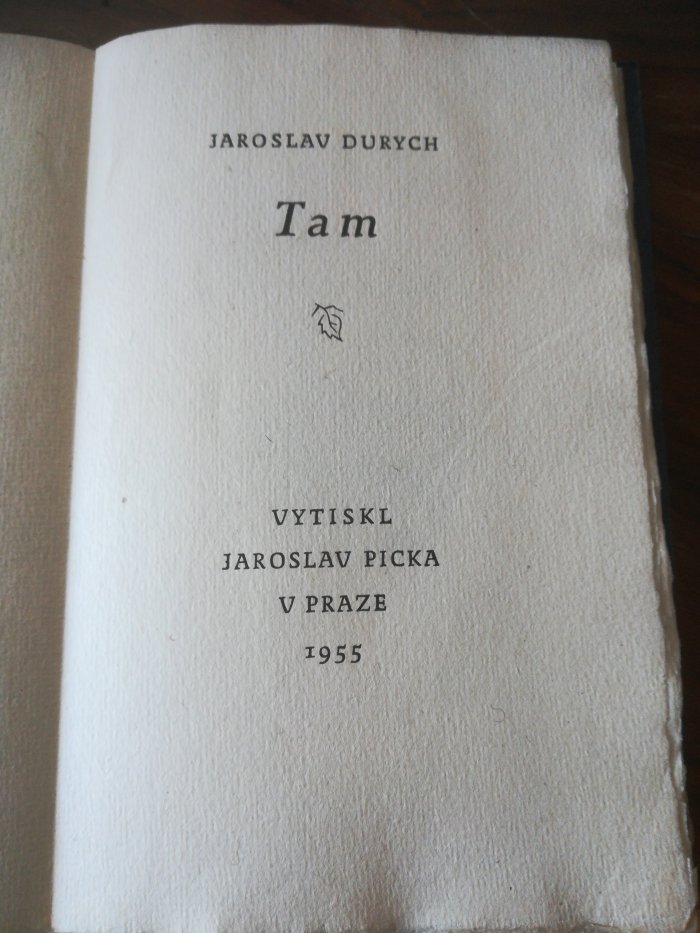 JAROSLAV DURYCH
Tam
VYTISKL
JAROSLAV PICKA
V PRAZE
1955